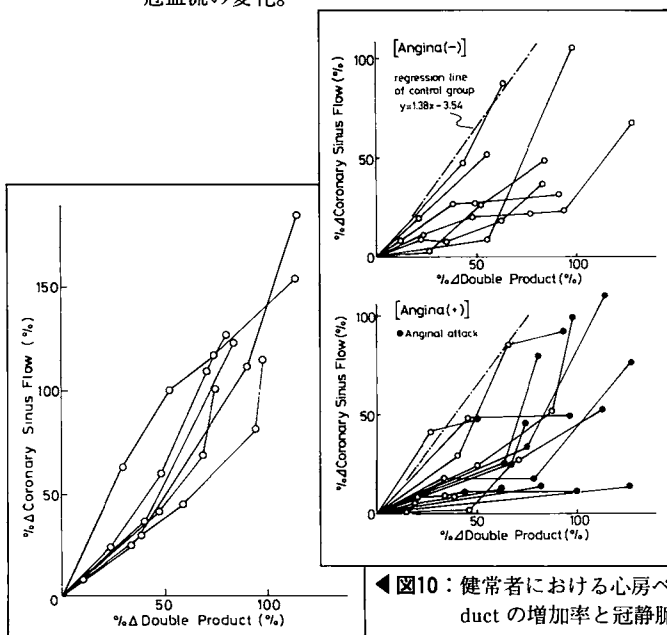 冠血流の変化。
[Angina(-)]
regression line
of control group
y=1.38x-3.54
%ΔCoronary Sinus Flow(%)
100
50
0
50
100
%ΔDouble Product(%)
[Angina(+)]
● Anginal attack
%ΔCoronary Sinus Flow(%)
100
50
0
50
100
%ΔDouble Product(%)
%ΔCoronary Sinus Flow (%)
150
100
50
0
50
100
%ΔDouble Product(%)
◀図10：健常者における心房ペ
duct の増加率と冠静脈